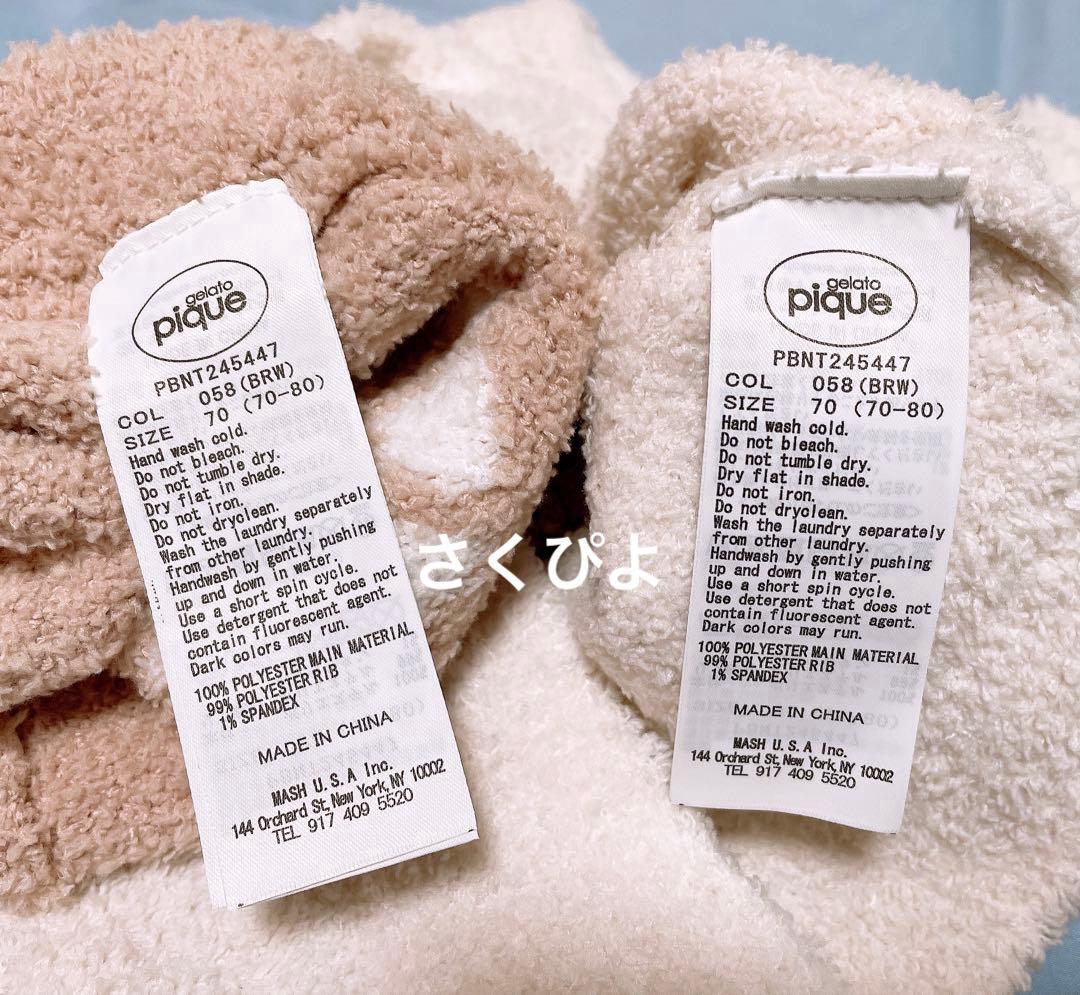 gelato
pique
PBNT245447
COL 058(BRW)
SIZE 70 (70-80)
Hand wash cold.
Do not bleach.
Do not tumble dry.
Dry flat in shade.
Do not iron.
Do not dryclean.
Wash the laundry separately
from other laundry.
Handwash by gently pushing
up and down in water.
Use a short spin cycle.
Use detergent that does not
contain fluorescent agent.
Dark colors may run.
100% POLYESTER MAIN MATERIAL
99% POLYESTER RIB
1% SPANDEX
MADE IN CHINA
MASH U.S.A Inc.
144 Orchard St, New York, NY 10002
TEL 917 409 5520
さくぴよ
gelato
pique
PBNT245447
COL 058(BRW)
SIZE 70 (70-80)
Hand wash cold.
Do not bleach.
Do not tumble dry.
Dry flat in shade.
Do not iron.
Do not dryclean.
Wash the laundry separately
from other laundry.
Handwash by gently pushing
up and down in water.
Use a short spin cycle.
Use detergent that does not
contain fluorescent agent.
Dark colors may run.
100% POLYESTER MAIN MATERIAL
99% POLYESTER RIB
1% SPANDEX
MADE IN CHINA
MASH U.S.A Inc.
144 Orchard St, New York, NY 10002
TEL 917 409 5520